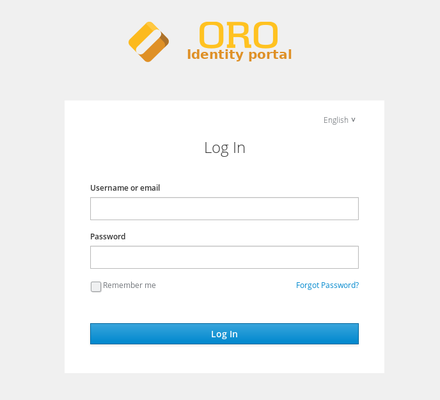 ORO
Identity portal
English ˅
Log In
Username or email
Password
Remember me
Forgot Password?
Log In